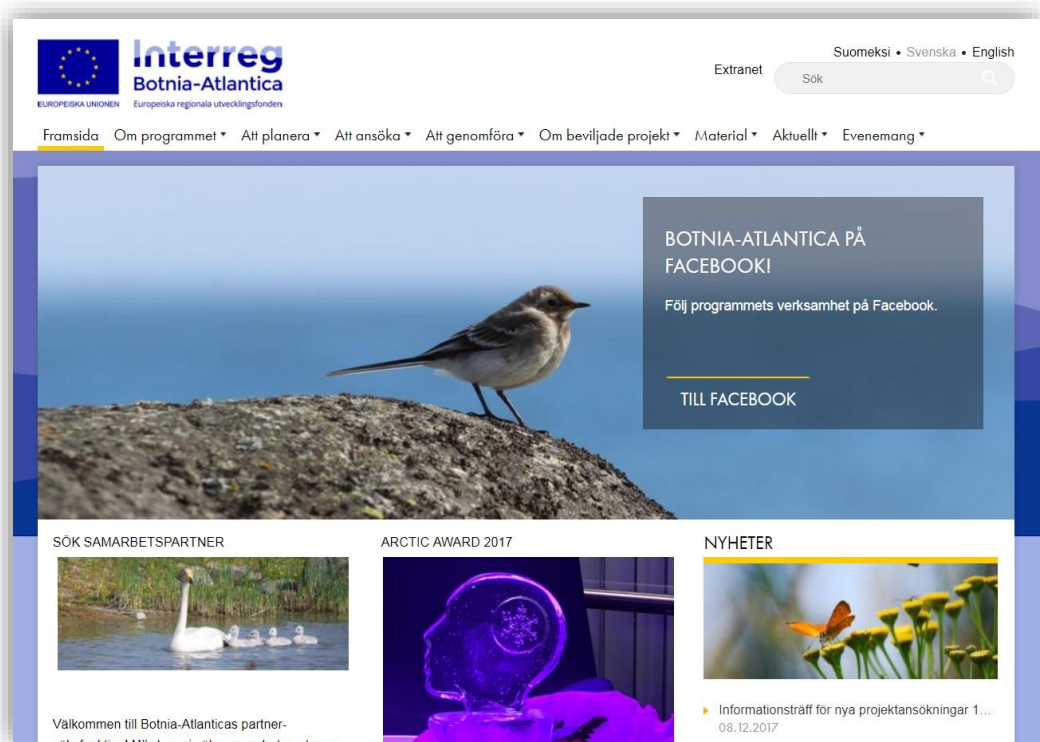 Interreg
Botnia-Atlantica
EUROPEISKA UNIONEN Europeiska regionala utvecklingsfonden
Suomeksi • Svenska • English
Extranet
Sök
Framsida Om programmet Att planera Att ansöka Att genomföra Om beviljade projekt Material Aktuellt Evenemang
BOTNIA-ATLANTICA PÅ
FACEBOOK!
Följ programmets verksamhet på Facebook.
TILL FACEBOOK
SÖK SAMARBETSPARTNER
Välkommen till Botnia-Atlanticas partner-
ARCTIC AWARD 2017
NYHETER
Informationsträff för nya projektansökningar 1...
08.12.2017